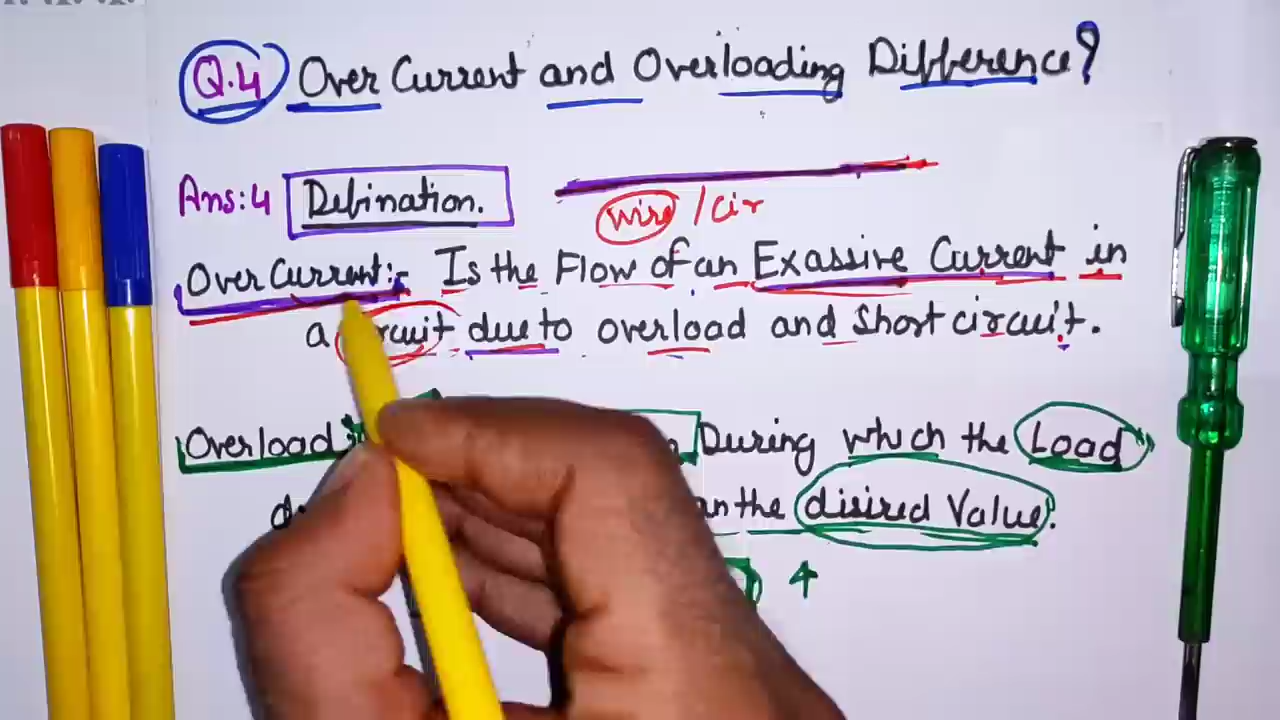 Q.4 Over Current and Overloading Difference?
Ans:4 Defination.
wire /cir
Over Current:- Is the Flow of an Exassive Current in
a circuit due to overload and Short circuit.
Overload During which the Load
than the disired Value.
4